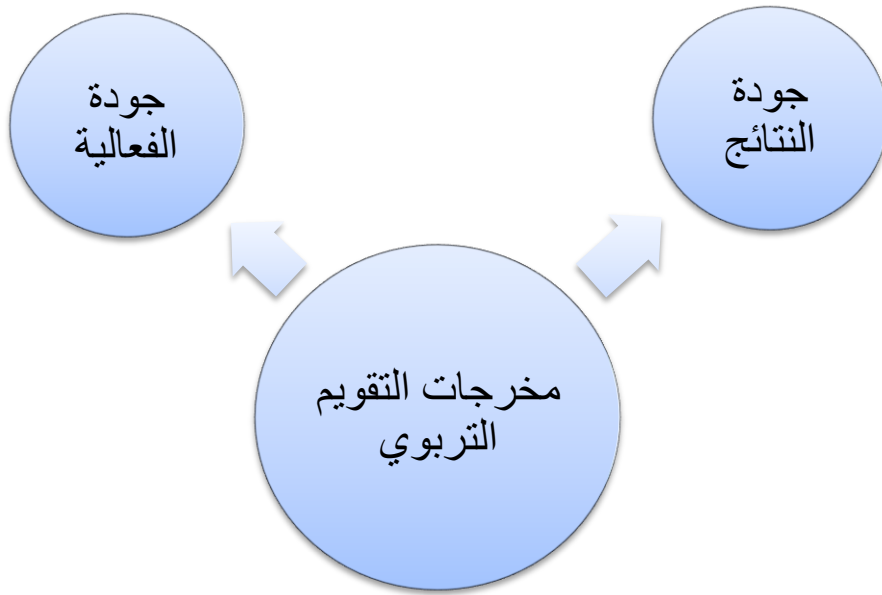 جودة
النتائج
جودة
الفعالية
مخرجات التقويم
التربوي